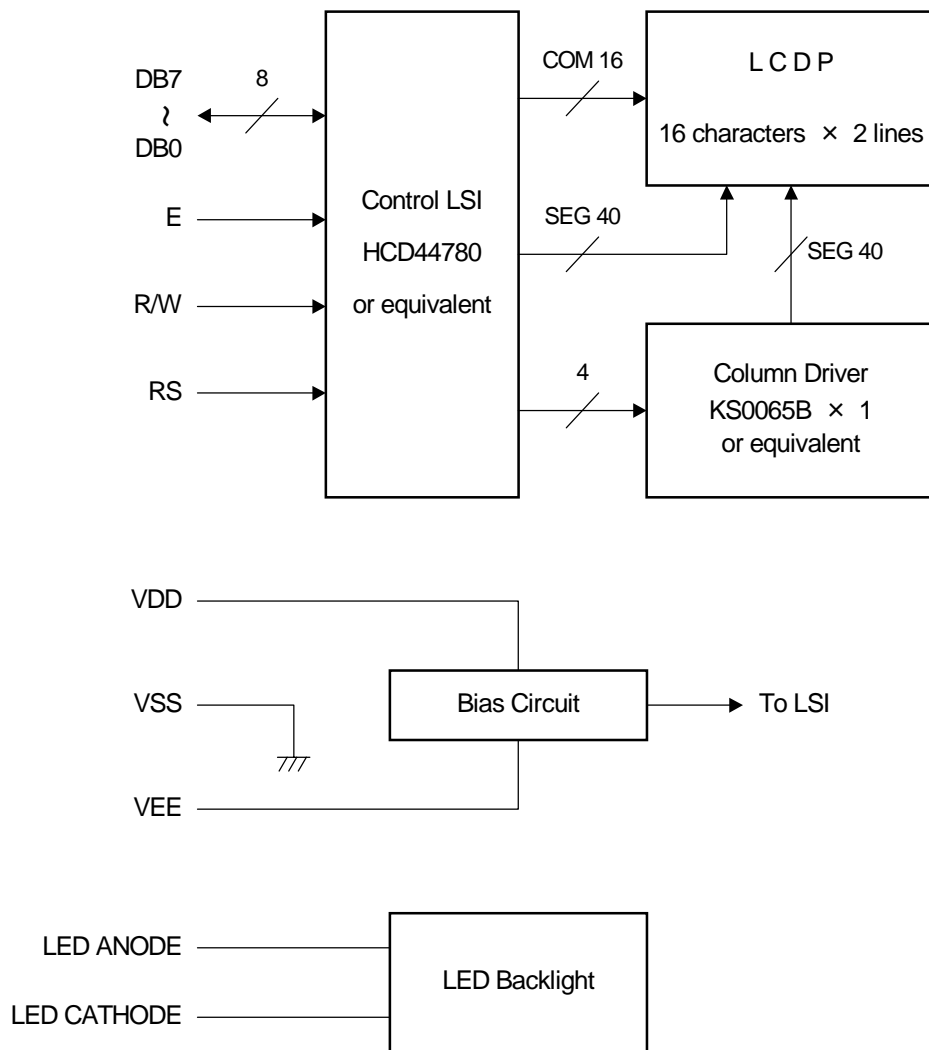 DB7
~
DB0
8
E
R/W
RS
Control LSI
HCD44780
or equivalent
COM 16
SEG 40
4
L C D P
16 characters × 2 lines
SEG 40
Column Driver
KS0065B × 1
or equivalent
VDD
VSS
VEE
Bias Circuit
To LSI
LED ANODE
LED CATHODE
LED Backlight